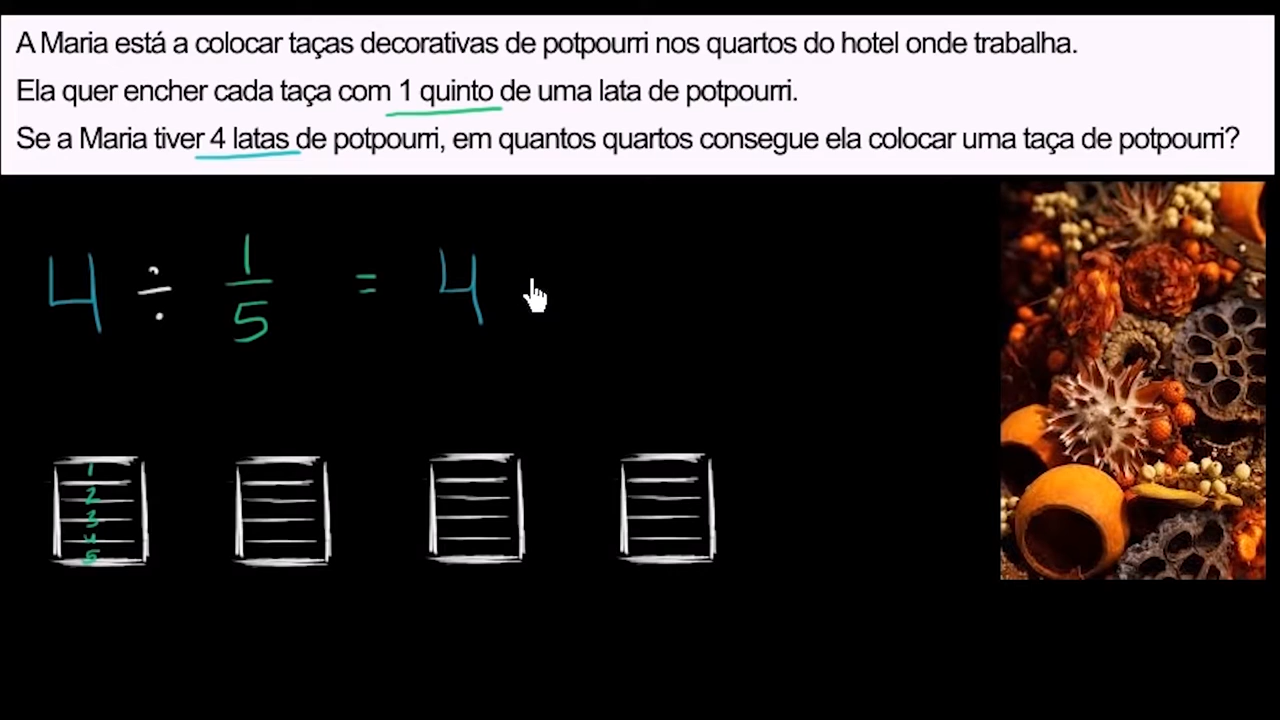 A Maria está a colocar taças decorativas de potpourri nos quartos do hotel onde trabalha.
Ela quer encher cada taça com 1 quinto de uma lata de potpourri.
Se a Maria tiver 4 latas de potpourri, em quantos quartos consegue ela colocar uma taça de potpourri?
4 ÷ 1/5 = 4
1
2
3
4
5